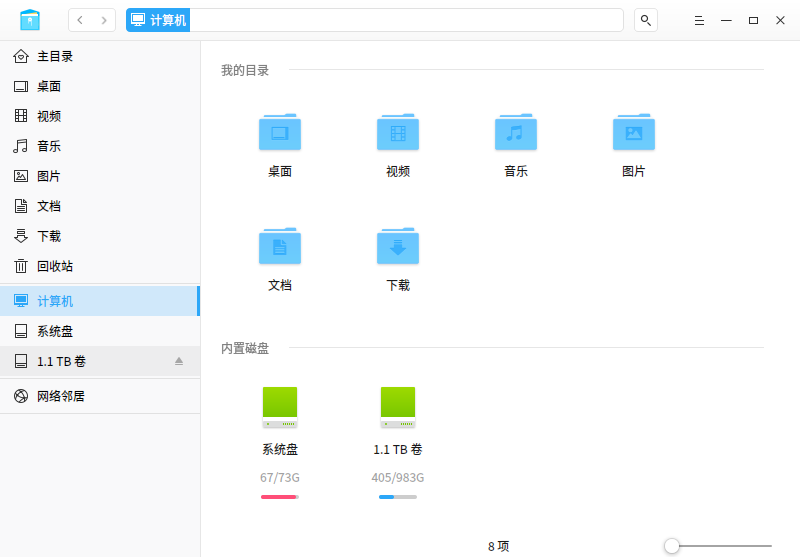 计算机
主目录
桌面
视频
音乐
图片
文档
下载
回收站
计算机
系统盘
1.1 TB 卷
网络邻居
我的目录
桌面
视频
音乐
图片
文档
下载
内置磁盘
系统盘
1.1 TB 卷
67/73G
405/983G
8 项